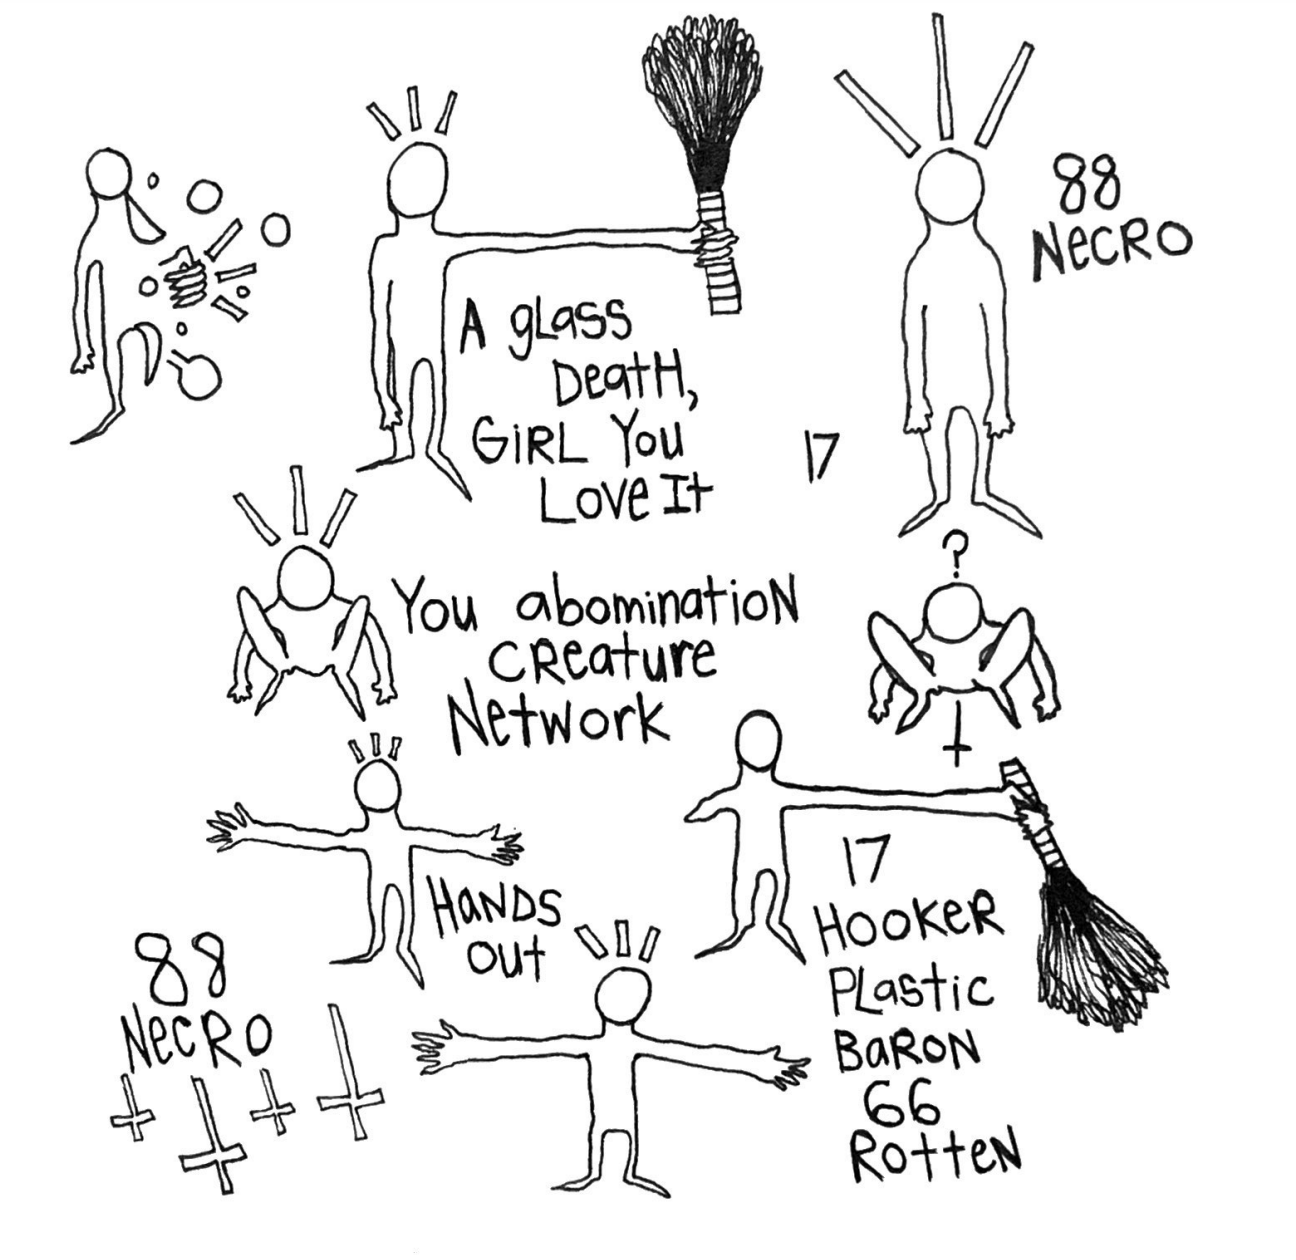 88
NECRO
A gLASS
DeatH,
GiRL You
Love It
17
?
You abominatioN
CReature
Network
17
HaNDS
out
HOOKER
PLastic
BaRON
66
RotteN
88
NeCRO